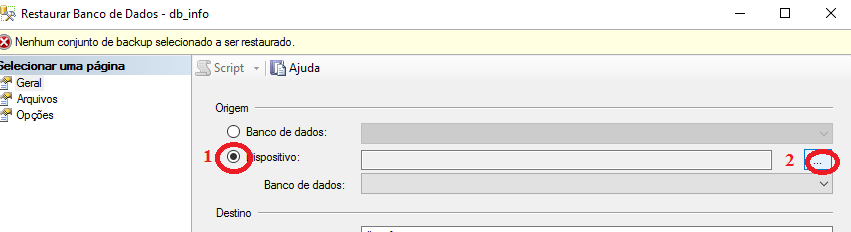 Restaurar Banco de Dados - db_info
Nenhum conjunto de backup selecionado a ser restaurado.
Selecionar uma página
Script
Ajuda
Geral
Arquivos
Opções
Origem
Banco de dados:
1
Dispositivo:
2
...
Banco de dados:
Destino